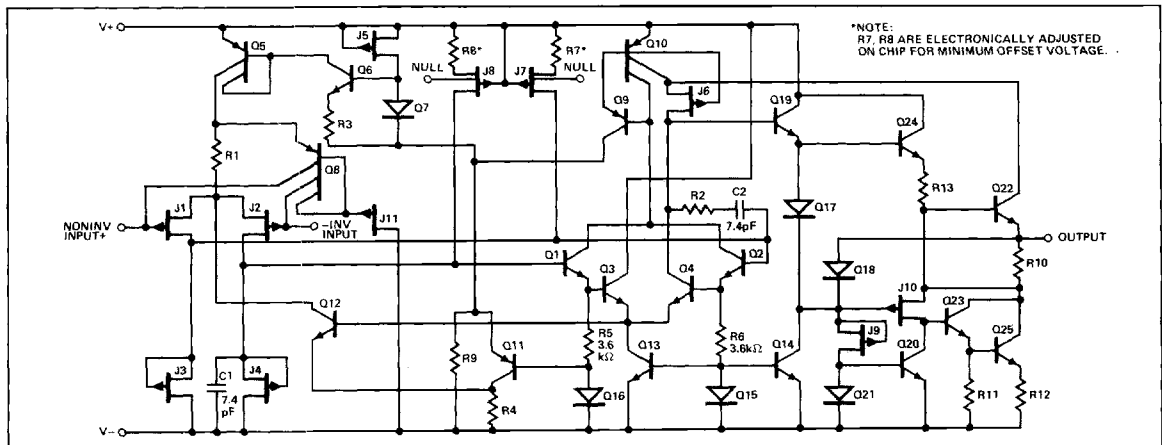 V+
*NOTE:
R7, R8 ARE ELECTRONICALLY ADJUSTED
ON CHIP FOR MINIMUM OFFSET VOLTAGE.
Q5
J5
R8*
R7*
Q10
Q6
NULL
J8
J7
NULL
J6
Q7
Q9
Q19
Q24
R3
R1
Q8
R13
Q22
J1
J2
J11
R2
C2
7.4pF
Q17
NONINV
INPUT+
-INV
INPUT
OUTPUT
Q1
Q3
Q4
Q2
Q18
R10
J10
Q23
Q12
R5
3.6
kΩ
R6
3.6kΩ
J9
Q25
R9
Q11
Q13
Q14
Q20
J3
C1
7.4
pF
J4
R4
Q16
Q15
Q21
R11
R12
V-